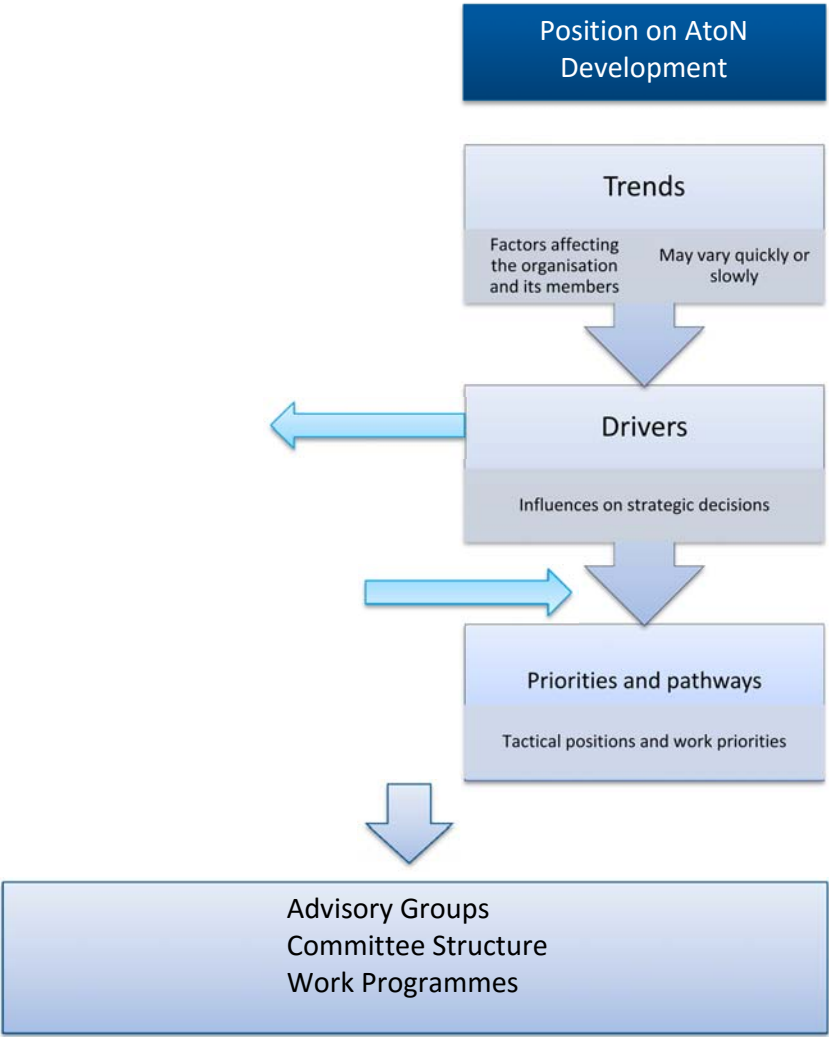 Position on AtoN
Development
Trends
Factors affecting
the organisation
and its members
May vary quickly or
slowly
Drivers
Influences on strategic decisions
Priorities and pathways
Tactical positions and work priorities
Advisory Groups
Committee Structure
Work Programmes